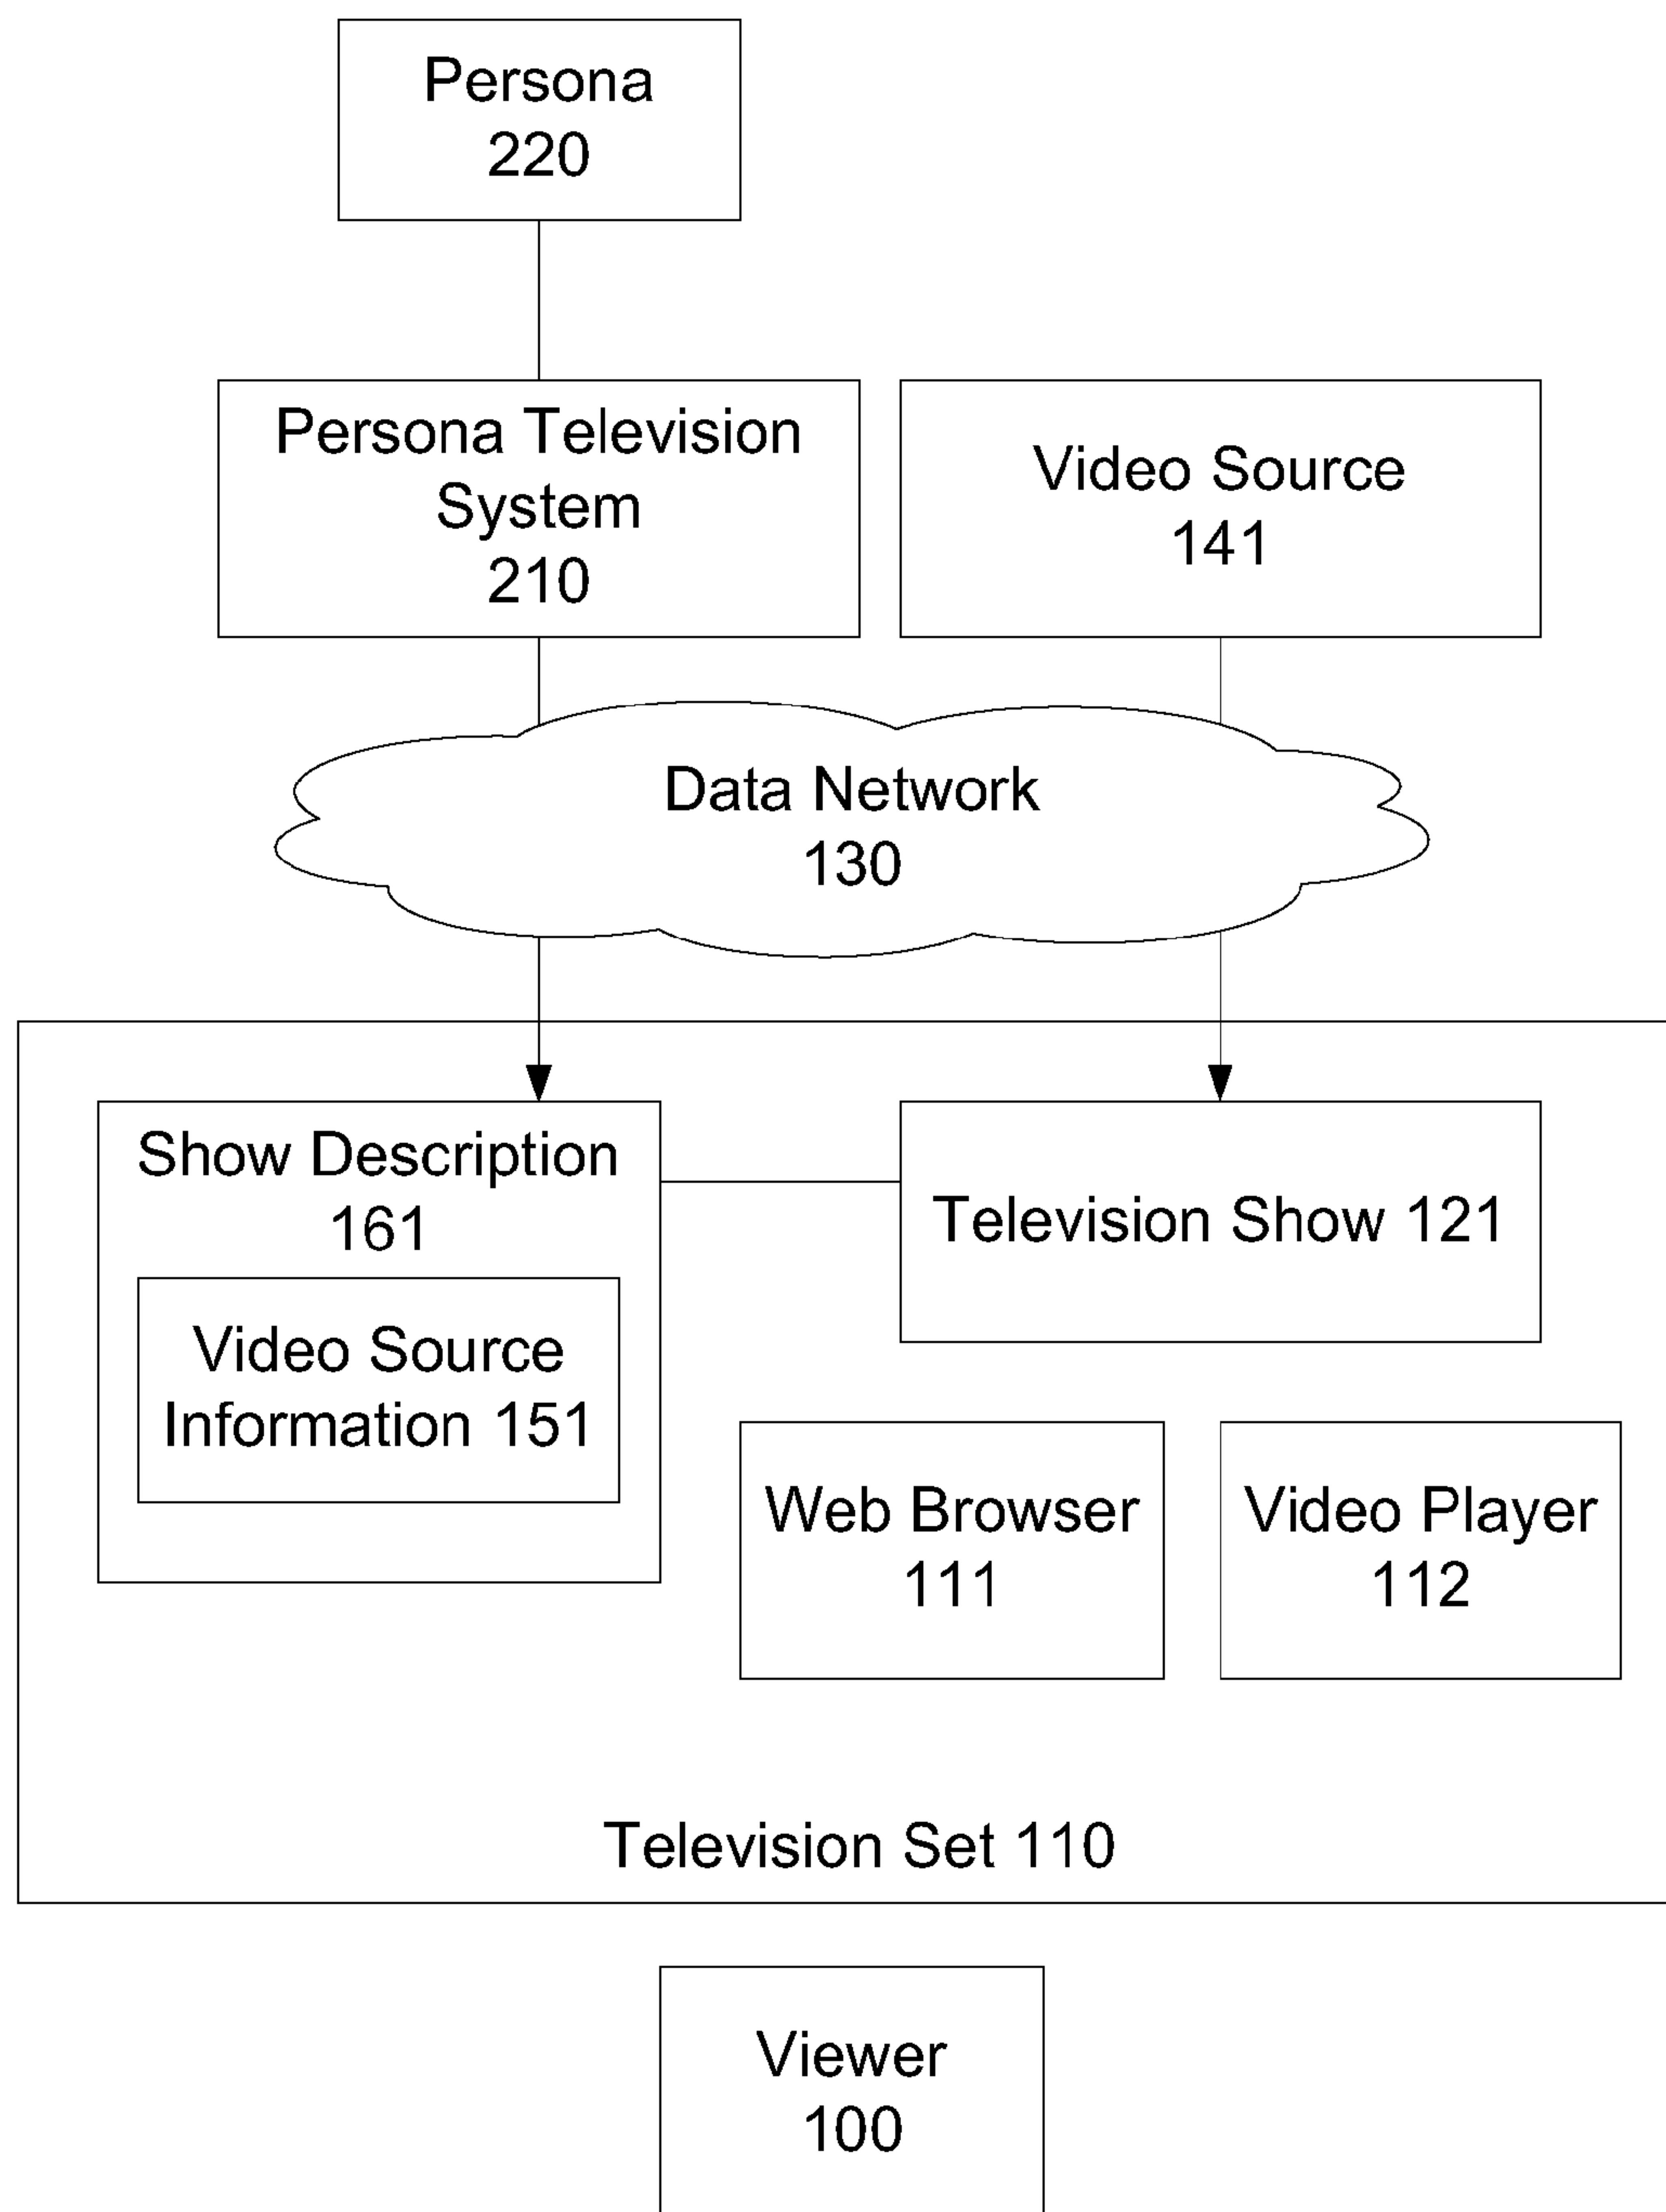 Persona
220
Persona Television
System
210
Video Source
141
Data Network
130
Show Description
161
Television Show 121
Video Source
Information 151
Web Browser
111
Video Player
112
Television Set 110
Viewer
100